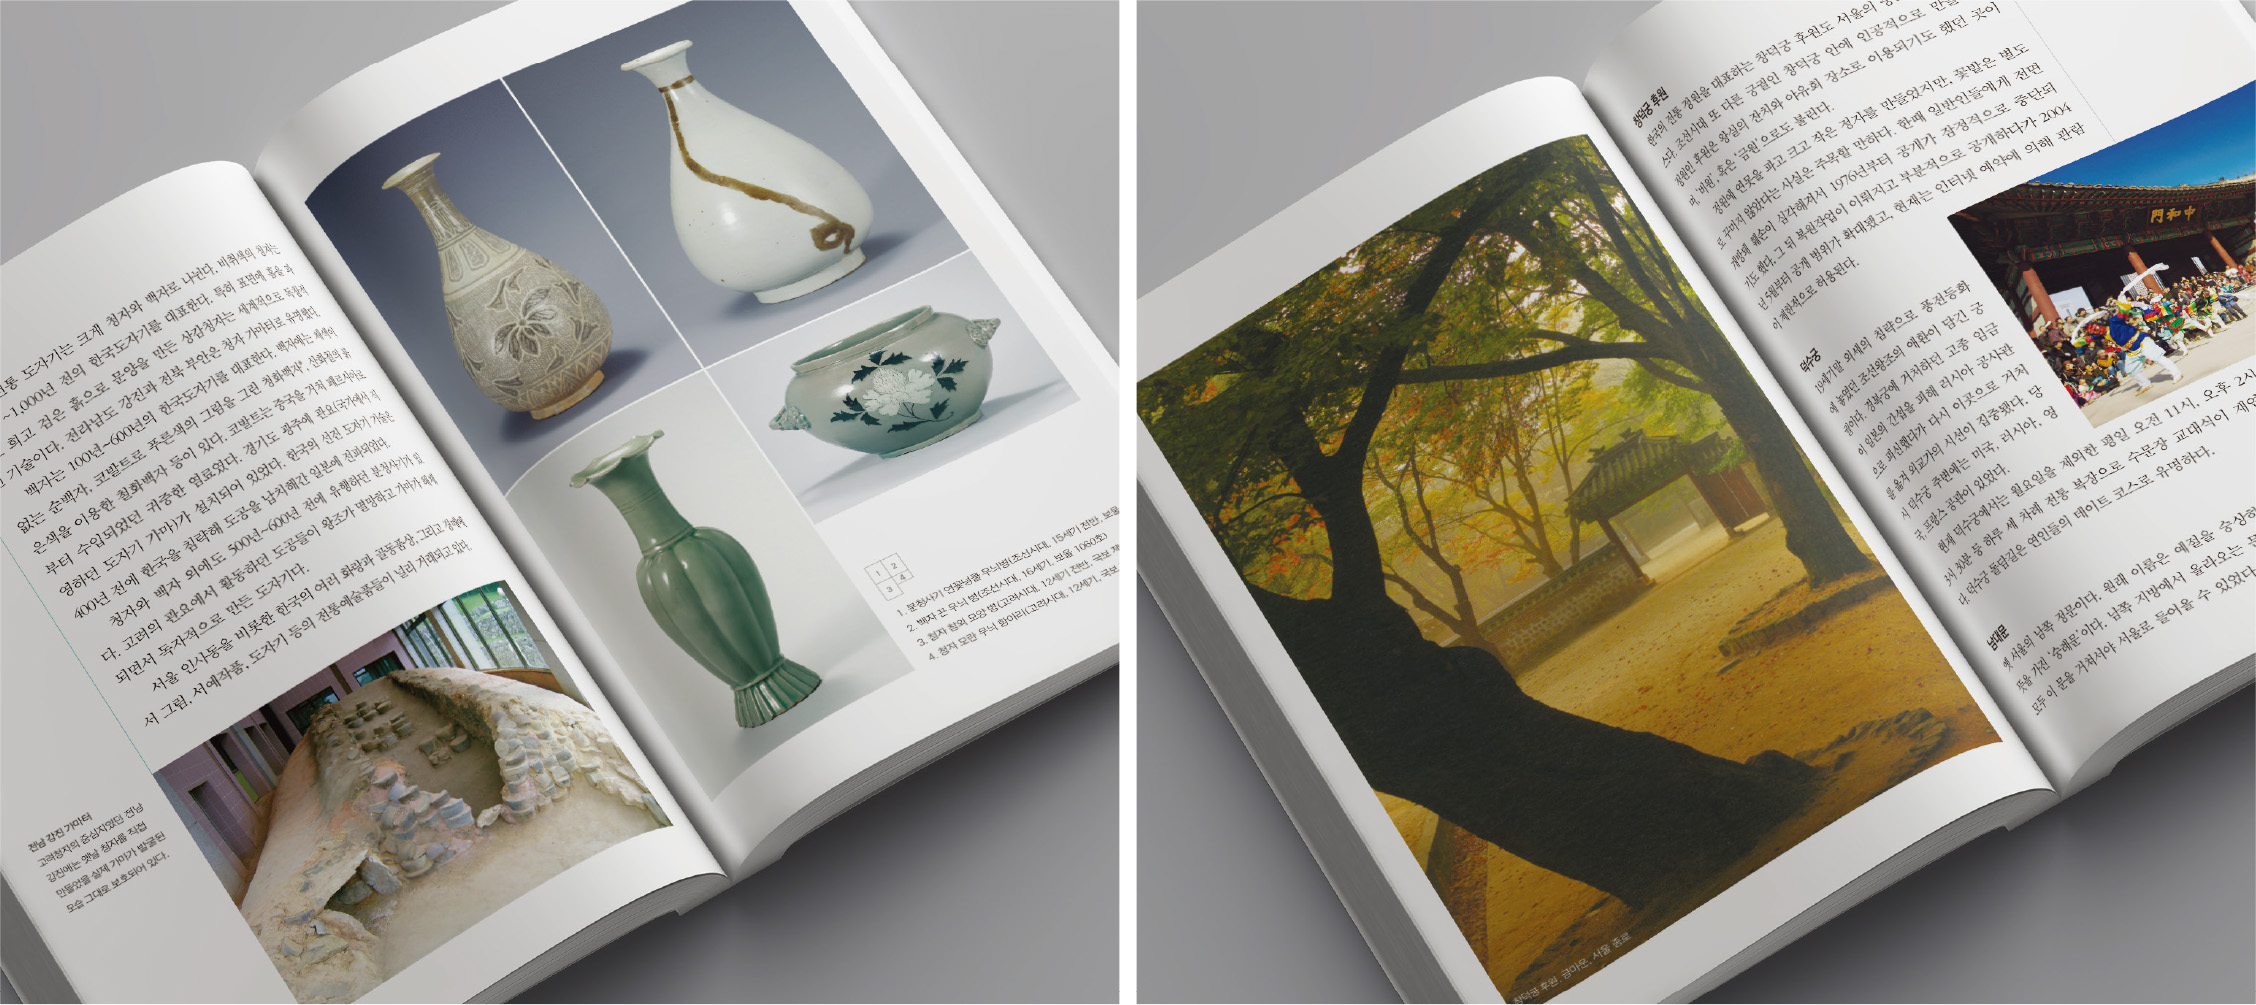 전통 도자기는 크게 청자와 백자로 나뉜다. 비취색의 청자는
~1,000년 전의 한국도자기를 대표한다. 특히 표면에 홈을 파
희고, 검은 흙으로 문양을 만든 상감청자는 세계적으로 독창적
기술이다. 전라남도 강진과 전북 부안은 청자 가마터로 유명했다.
백자는 100년~600년의 한국도자기를 대표한다. 백자에는 채색이
없는 순백자, 코발트로 푸른색의 그림을 그린 청화백자, 산화철의 붉
은색을 이용한 철화백자 등이 있다. 코발트는 중국을 거쳐 페르시아로
부터 수입되었던 귀중한 염료였다. 경기도 광주에 관요(국가에서 직
영하던 도자기 가마)가 설치되어 있었다. 한국의 선진 도자기 기술은
400년 전에 한국을 침략해 도공을 납치해간 일본에 전파되었다.
청자와 백자 외에도 500년~600년 전에 유행하던 분청사기가 있
다. 고려의 관요에서 활동하던 도공들이 왕조가 멸망하고 가마가 폐쇄
되면서 독자적으로 만든 도자기다.
서울 인사동을 비롯한 한국의 여러 화랑과 골동품상, 그리고 경매에
서 그림, 서예작품, 도자기 등의 전통예술품들이 널리 거래되고 있다.
전남 강진 가마터
고려청자의 중심지였던 전남
강진에는 옛날 청자를 직접
만들었을 실제 가마가 발굴된
모습 그대로 보호되어 있다.
1 2
4
3
1. 분청사기 연꽃넝쿨 무늬병(조선시대, 15세기 전반, 보물
2. 백자 끈 무늬 병(조선시대, 16세기, 보물 1060호)
3. 청자 참외 모양 병(고려시대, 12세기 전반, 국보 제
4. 청자 모란 무늬 항아리(고려시대, 12세기, 국보
창덕궁 후원, 금마문, 서울 종로
창덕궁 후원
한국의 전통 정원을 대표하는 창덕궁 후원도 서울의
스다. 조선시대 또 다른 궁궐인 창덕궁 안에 인공적으로 만들
정원인 후원은 왕실의 잔치와 야유회 장소로 이용되기도 했던 곳이
며, '비원', 혹은 '금원'으로도 불린다.
정원에 연못을 파고 크고 작은 정자를 만들었지만, 꽃밭은 별도
로 꾸미지 않았다는 사실은 주목할 만하다. 한때 일반인들에게 전면
개방돼 훼손이 심각해져서 1976년부터 공개가 잠정적으로 중단되
기도 했다. 그 뒤 복원작업이 이뤄지고 부분적으로 공개하다가 2004
년 5월부터 공개 범위가 확대됐고, 현재는 인터넷 예약에 의해 관람
이 제한적으로 허용된다.
中和門
덕수궁
19세기말 외세의 침략으로 풍전등화
에 놓였던 조선왕조의 애환이 담긴 궁
궐이다. 경복궁에 거처하던 고종 임금
이 일본의 간섭을 피해 러시아 공사관
으로 피신했다가 다시 이곳으로 거처
를 옮겨 외교가의 시선이 집중됐다. 당
시 덕수궁 주변에는 미국, 러시아, 영
국, 프랑스 공관이 있었다.
현재 덕수궁에서는 월요일을 제외한 평일 오전 11시, 오후 2시
3시 30분 등 하루 세 차례 전통 복장으로 수문장 교대식이 재연
다. 덕수궁 돌담길은 연인들의 데이트 코스로 유명하다.
남대문
옛 서울의 남쪽 정문이다. 원래 이름은 예절을 숭상하
뜻을 가진 '숭례문'이다. 남쪽 지방에서 올라오는
모두 이 문을 거쳐서야 서울로 들어올 수 있었다